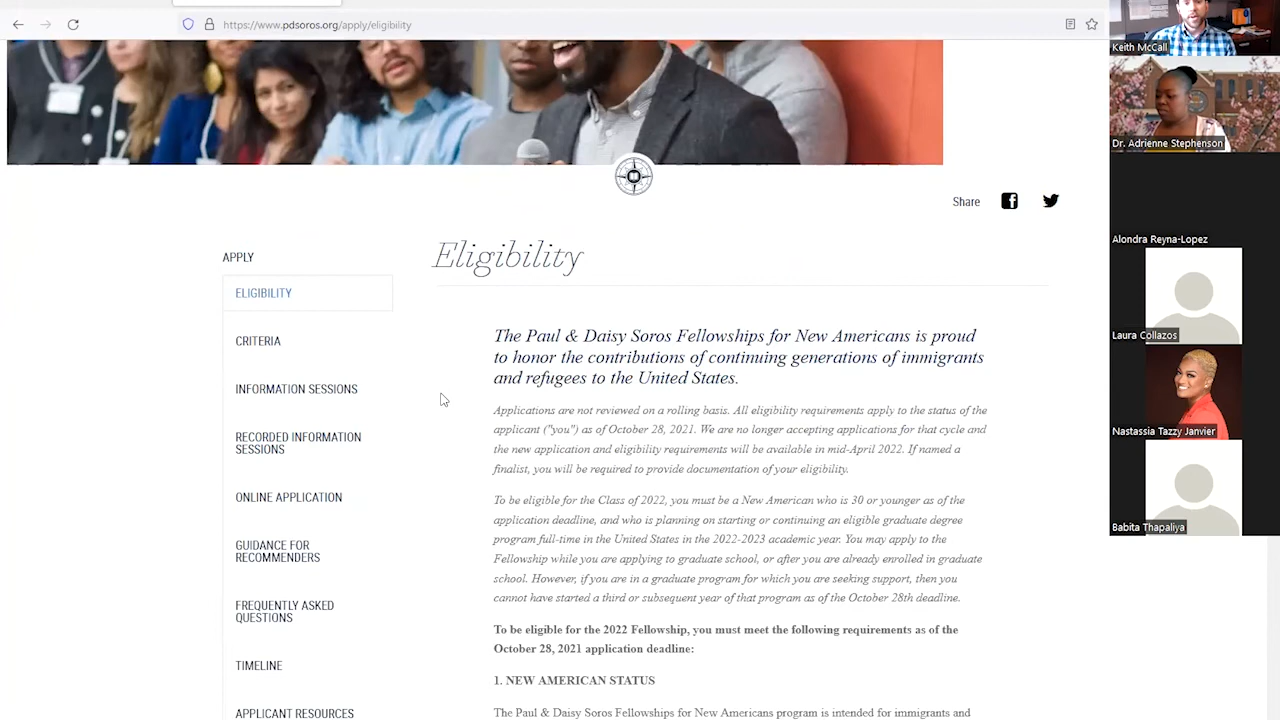 https://www.pdsoros.org/apply/eligibility
Keith McCall
Dr. Adrienne Stephenson
Alondra Reyna-Lopez
Laura Collazos
Nastassia Tazzy Janvier
Babita Thapaliya
Share
APPLY
ELIGIBILITY
CRITERIA
INFORMATION SESSIONS
RECORDED INFORMATION
SESSIONS
ONLINE APPLICATION
GUIDANCE FOR
RECOMMENDERS
FREQUENTLY ASKED
QUESTIONS
TIMELINE
APPLICANT RESOURCES
Eligibility
The Paul & Daisy Soros Fellowships for New Americans is proud
to honor the contributions of continuing generations of immigrants
and refugees to the United States.
Applications are not reviewed on a rolling basis. All eligibility requirements apply to the status of the
applicant ("you") as of October 28, 2021. We are no longer accepting applications for that cycle and
the new application and eligibility requirements will be available in mid-April 2022. If named a
finalist, you will be required to provide documentation of your eligibility.
To be eligible for the Class of 2022, you must be a New American who is 30 or younger as of the
application deadline, and who is planning on starting or continuing an eligible graduate degree
program full-time in the United States in the 2022-2023 academic year. You may apply to the
Fellowship while you are applying to graduate school, or after you are already enrolled in graduate
school. However, if you are in a graduate program for which you are seeking support, then you
cannot have started a third or subsequent year of that program as of the October 28th deadline.
To be eligible for the 2022 Fellowship, you must meet the following requirements as of the
October 28, 2021 application deadline:
1. NEW AMERICAN STATUS
The Paul & Daisy Soros Fellowships for New Americans program is intended for immigrants and